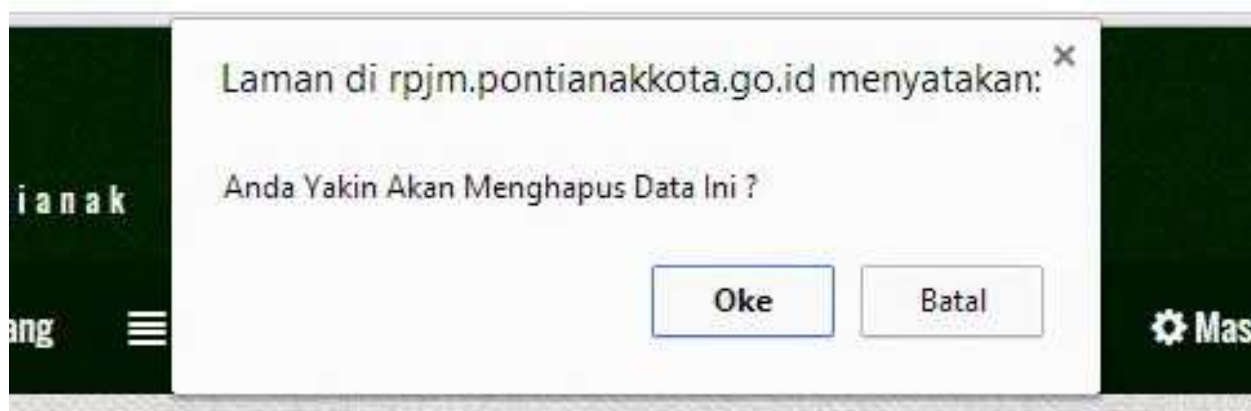 Laman di rpjm.pontianakkota.go.id menyatakan:
×
Anda Yakin Akan Menghapus Data Ini ?
ianak
Oke Batal
ang
Mas